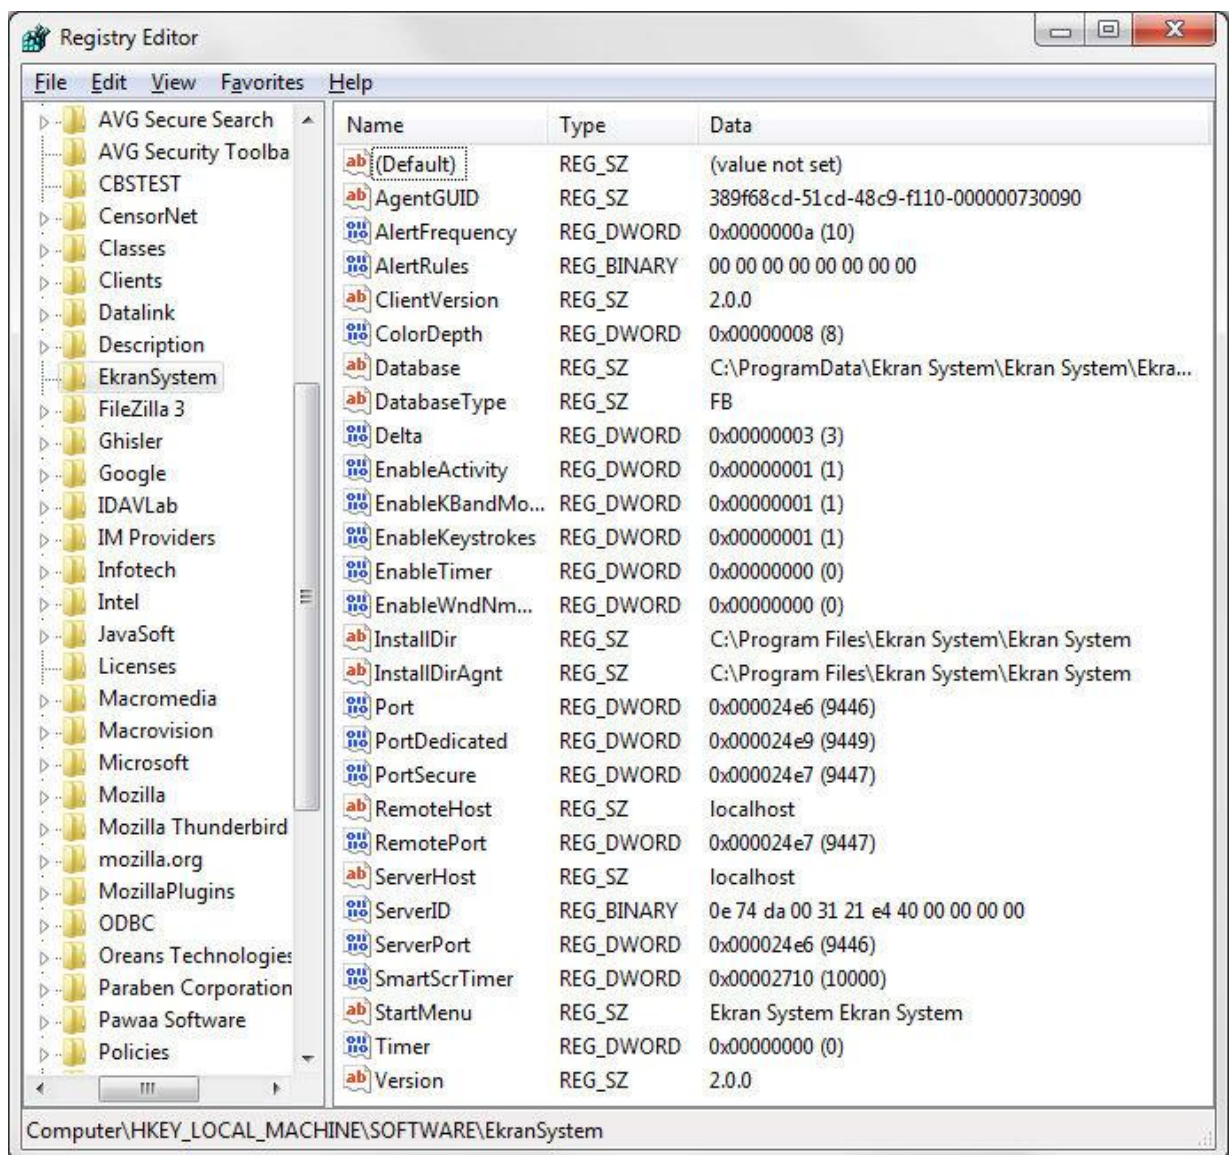 Registry Editor
File Edit View Favorites Help
AVG Secure Search
AVG Security Toolba
CBSTEST
CensorNet
Classes
Clients
Datalink
Description
EkranSystem
FileZilla 3
Ghisler
Google
IDAVLab
IM Providers
Infotech
Intel
JavaSoft
Licenses
Macromedia
Macrovision
Microsoft
Mozilla
Mozilla Thunderbird
mozilla.org
MozillaPlugins
ODBC
Oreans Technologies
Paraben Corporation
Pawaa Software
Policies
Name Type Data
(Default) REG_SZ (value not set)
AgentGUID REG_SZ 389f68cd-51cd-48c9-f110-000000730090
AlertFrequency REG_DWORD 0x0000000a (10)
AlertRules REG_BINARY 00 00 00 00 00 00 00 00
ClientVersion REG_SZ 2.0.0
ColorDepth REG_DWORD 0x00000008 (8)
Database REG_SZ C:\ProgramData\Ekran System\Ekran System\Ekra...
DatabaseType REG_SZ FB
Delta REG_DWORD 0x00000003 (3)
EnableActivity REG_DWORD 0x00000001 (1)
EnableKBandMo... REG_DWORD 0x00000001 (1)
EnableKeystrokes REG_DWORD 0x00000001 (1)
EnableTimer REG_DWORD 0x00000000 (0)
EnableWndNm... REG_DWORD 0x00000000 (0)
InstallDir REG_SZ C:\Program Files\Ekran System\Ekran System
InstallDirAgnt REG_SZ C:\Program Files\Ekran System\Ekran System
Port REG_DWORD 0x000024e6 (9446)
PortDedicated REG_DWORD 0x000024e9 (9449)
PortSecure REG_DWORD 0x000024e7 (9447)
RemoteHost REG_SZ localhost
RemotePort REG_DWORD 0x000024e7 (9447)
ServerHost REG_SZ localhost
ServerID REG_BINARY 0e 74 da 00 31 21 e4 40 00 00 00 00
ServerPort REG_DWORD 0x000024e6 (9446)
SmartScrTimer REG_DWORD 0x00002710 (10000)
StartMenu REG_SZ Ekran System Ekran System
Timer REG_DWORD 0x00000000 (0)
Version REG_SZ 2.0.0
Computer\HKEY_LOCAL_MACHINE\SOFTWARE\EkranSystem